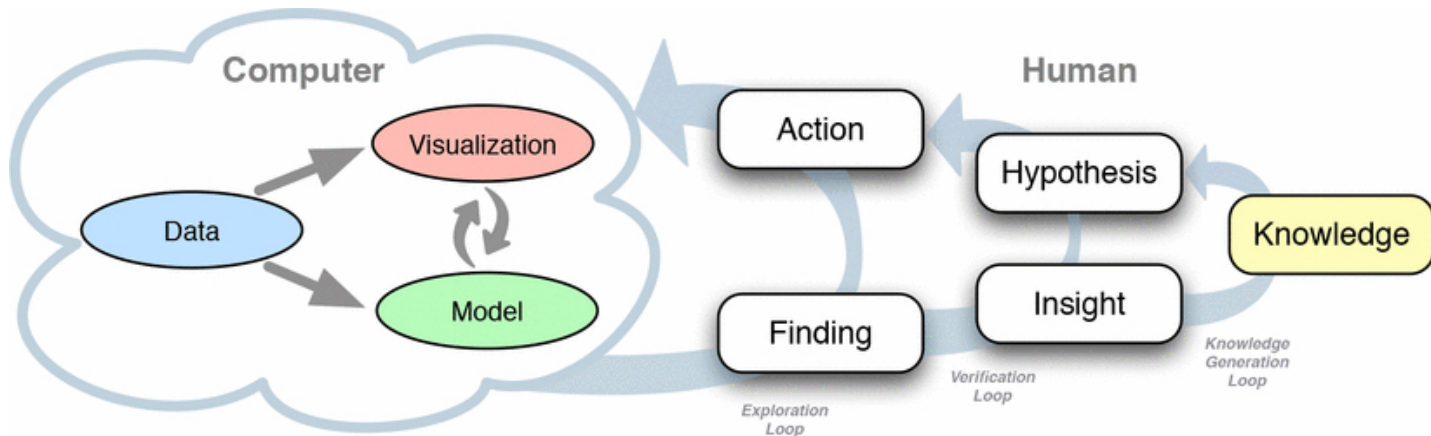 Computer
Human
Visualization
Action
Hypothesis
Data
Knowledge
Model
Finding
Insight
Exploration
Loop
Verification
Loop
Knowledge
Generation
Loop